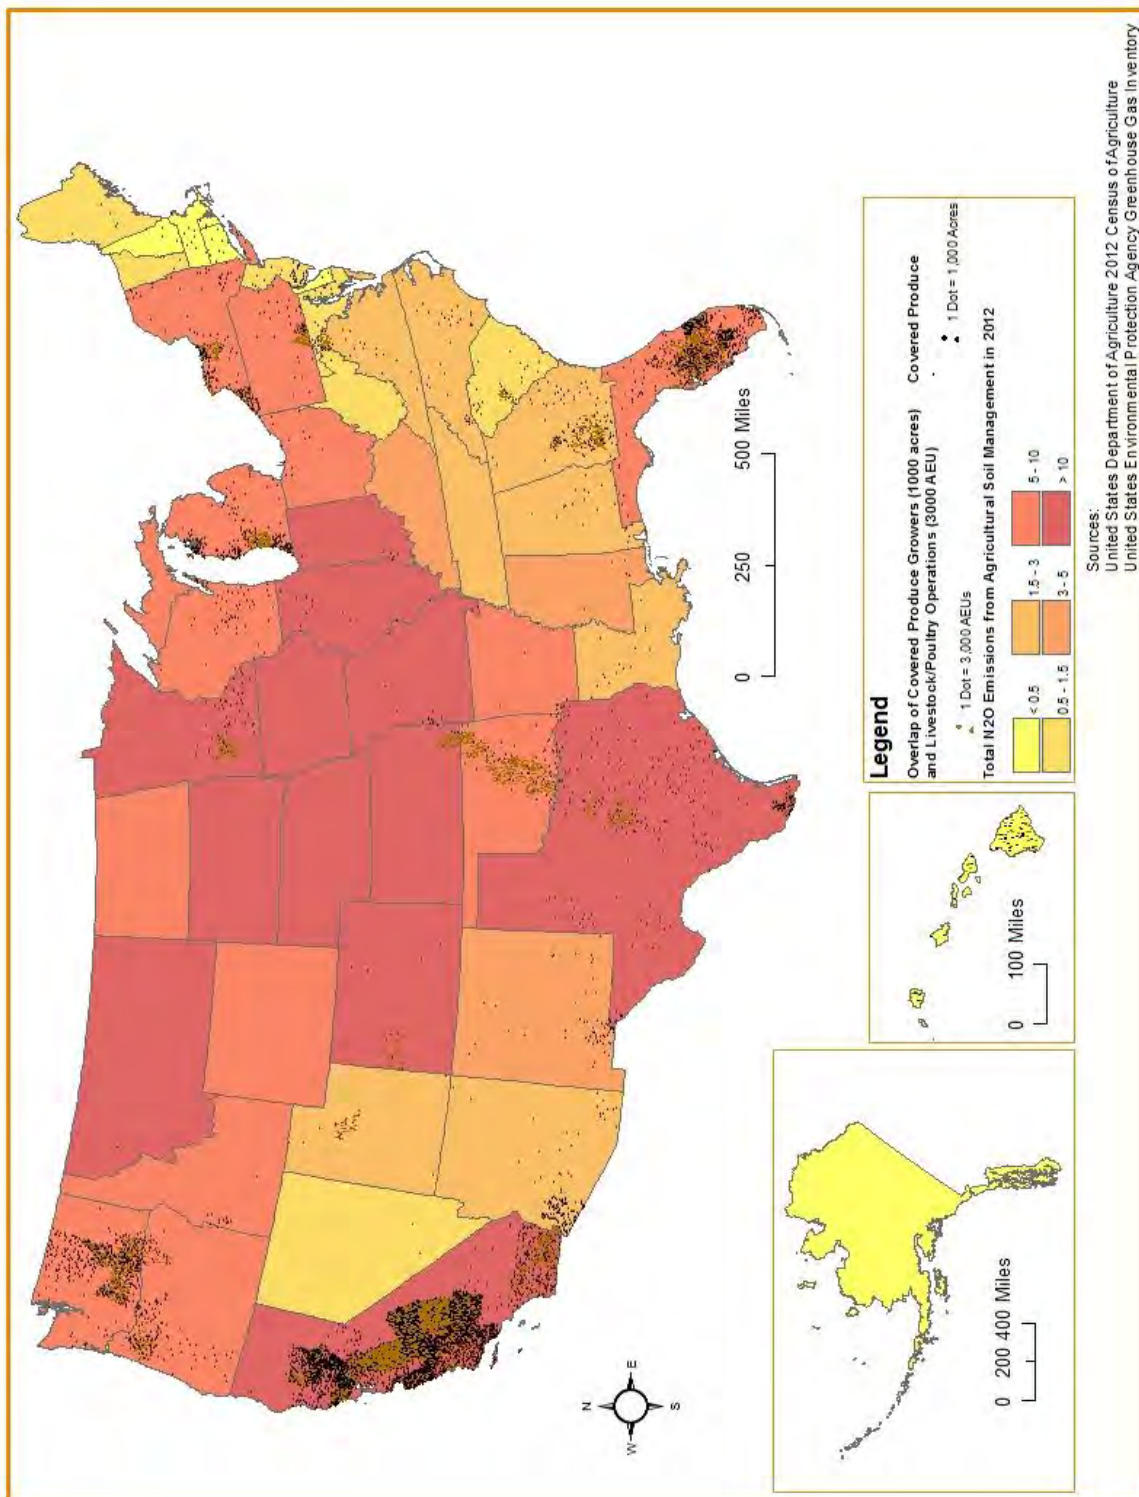 N
W
E
S
0
250
500 Miles
0 200 400 Miles
0
100 Miles
Legend
Overlap of Covered Produce Growers (1000 acres)
and Livestock/Poultry Operations (3000 AEU)
1 Dot = 3,000 AEUs
Covered Produce
1 Dot = 1,000 Acres
Total N2O Emissions from Agricultural Soil Management in 2012
< 0.5
0.5 - 1.5
1.5 - 3
3 - 5
5 - 10
> 10
Sources:
United States Department of Agriculture 2012 Census of Agriculture
United States Environmental Protection Agency Greenhouse Gas Inventory